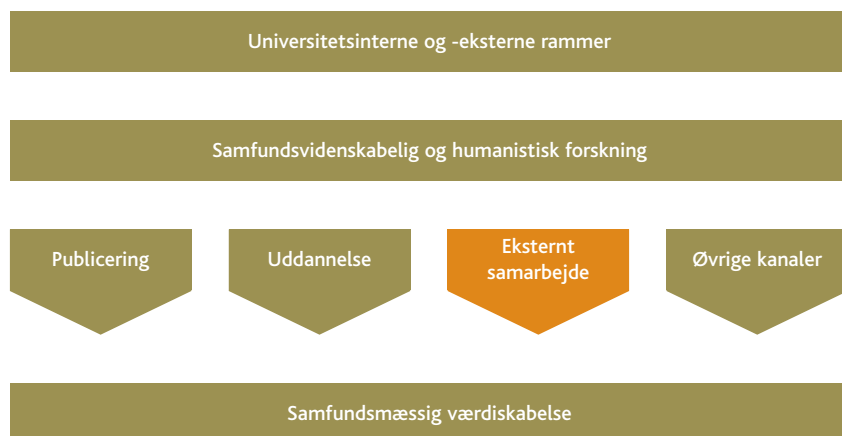 Universitetsinterne og -eksterne rammer
Samfundsvidenskabelig og humanistisk forskning
Publicering
Uddannelse
Eksternt
samarbejde
Øvrige kanaler
Samfundsmæssig værdiskabelse